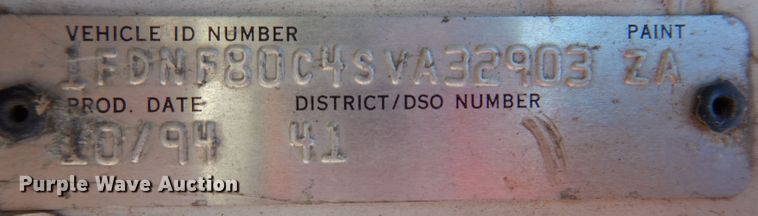 VEHICLE ID NUMBER PAINT
1FDNF80C4SVA32903 ZA
PROD. DATE DISTRICT/DSO NUMBER
10/94 41
Purple Wave Auction